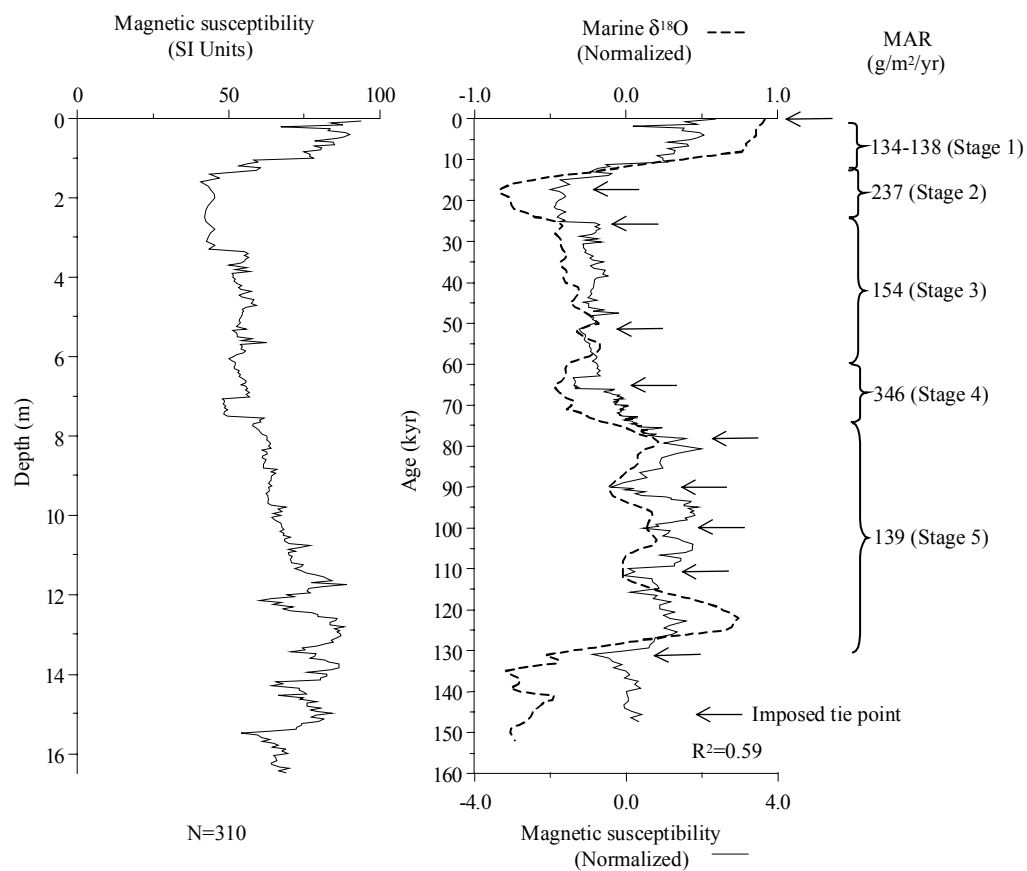 Magnetic susceptibility
(SI Units)
0 50 100
0
2
4
6
8
10
12
14
16
Depth (m)
N=310
Marine δ¹⁸O
(Normalized)
-1.0 0.0 1.0
0
10
20
30
40
50
60
70
80
90
100
110
120
130
140
150
160
Age (kyr)
Imposed tie point
R²=0.59
-4.0 0.0 4.0
Magnetic susceptibility
(Normalized)
MAR
(g/m²/yr)
134-138 (Stage 1)
237 (Stage 2)
154 (Stage 3)
346 (Stage 4)
139 (Stage 5)